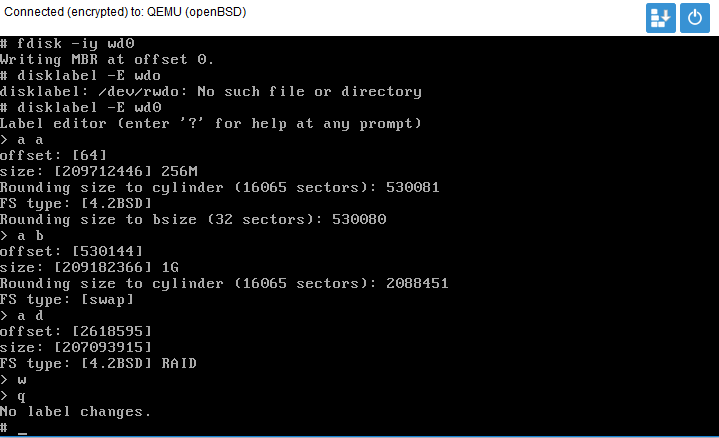 Connected (encrypted) to: QEMU (openBSD)
# fdisk -iy wd0
Writing MBR at offset 0.
# disklabel -E wdo
disklabel: /dev/rwdo: No such file or directory
# disklabel -E wd0
Label editor (enter '?' for help at any prompt)
> a a
offset: [64]
size: [209712446] 256M
Rounding size to cylinder (16065 sectors): 530081
FS type: [4.2BSD]
Rounding size to bsize (32 sectors): 530080
> a b
offset: [530144]
size: [209182366] 1G
Rounding size to cylinder (16065 sectors): 2088451
FS type: [swap]
> a d
offset: [2618595]
size: [207093915]
FS type: [4.2BSD] RAID
> w
> q
No label changes.
# _